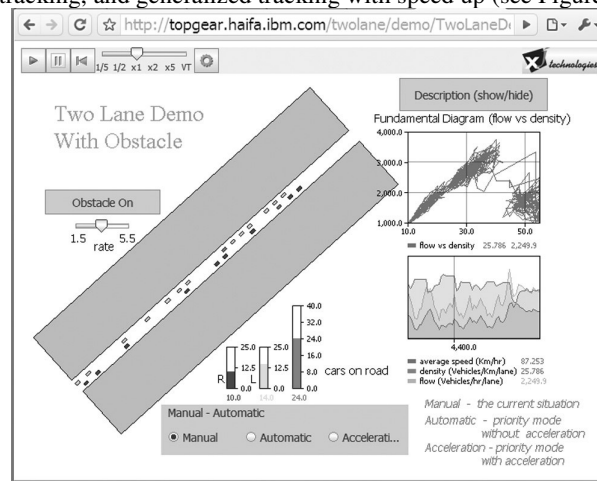 tracking, and generalized tracking with speed up (see Figure
http://topgear.haifa.ibm.com/twolane/demo/TwoLaneD
1/5 1/2 x1 x2 x5 VT
X technologies
Two Lane Demo
With Obstacle
Description (show/hide)
Fundamental Diagram (flow vs density)
4,000.0
3,000.0
2,000.0
1,000.0
10.0 30.0 50.0
flow vs density 25.786 2,249.9
Obstacle On
1.5 5.5
rate
4,400.0
average speed (Km/hr) 87.253
density (Vehicles/Km/lane) 25.786
flow (Vehicles/hr/lane) 2,249.9
40.0
32.0
24.0
16.0
8.0
0.0
25.0
12.5
0.0
25.0
12.5
0.0
R L cars on road
10.0 14.0 24.0
Manual - Automatic
Manual Automatic Accelerati...
Manual - the current situation
Automatic - priority mode
without acceleration
Acceleration - priority mode
with acceleration